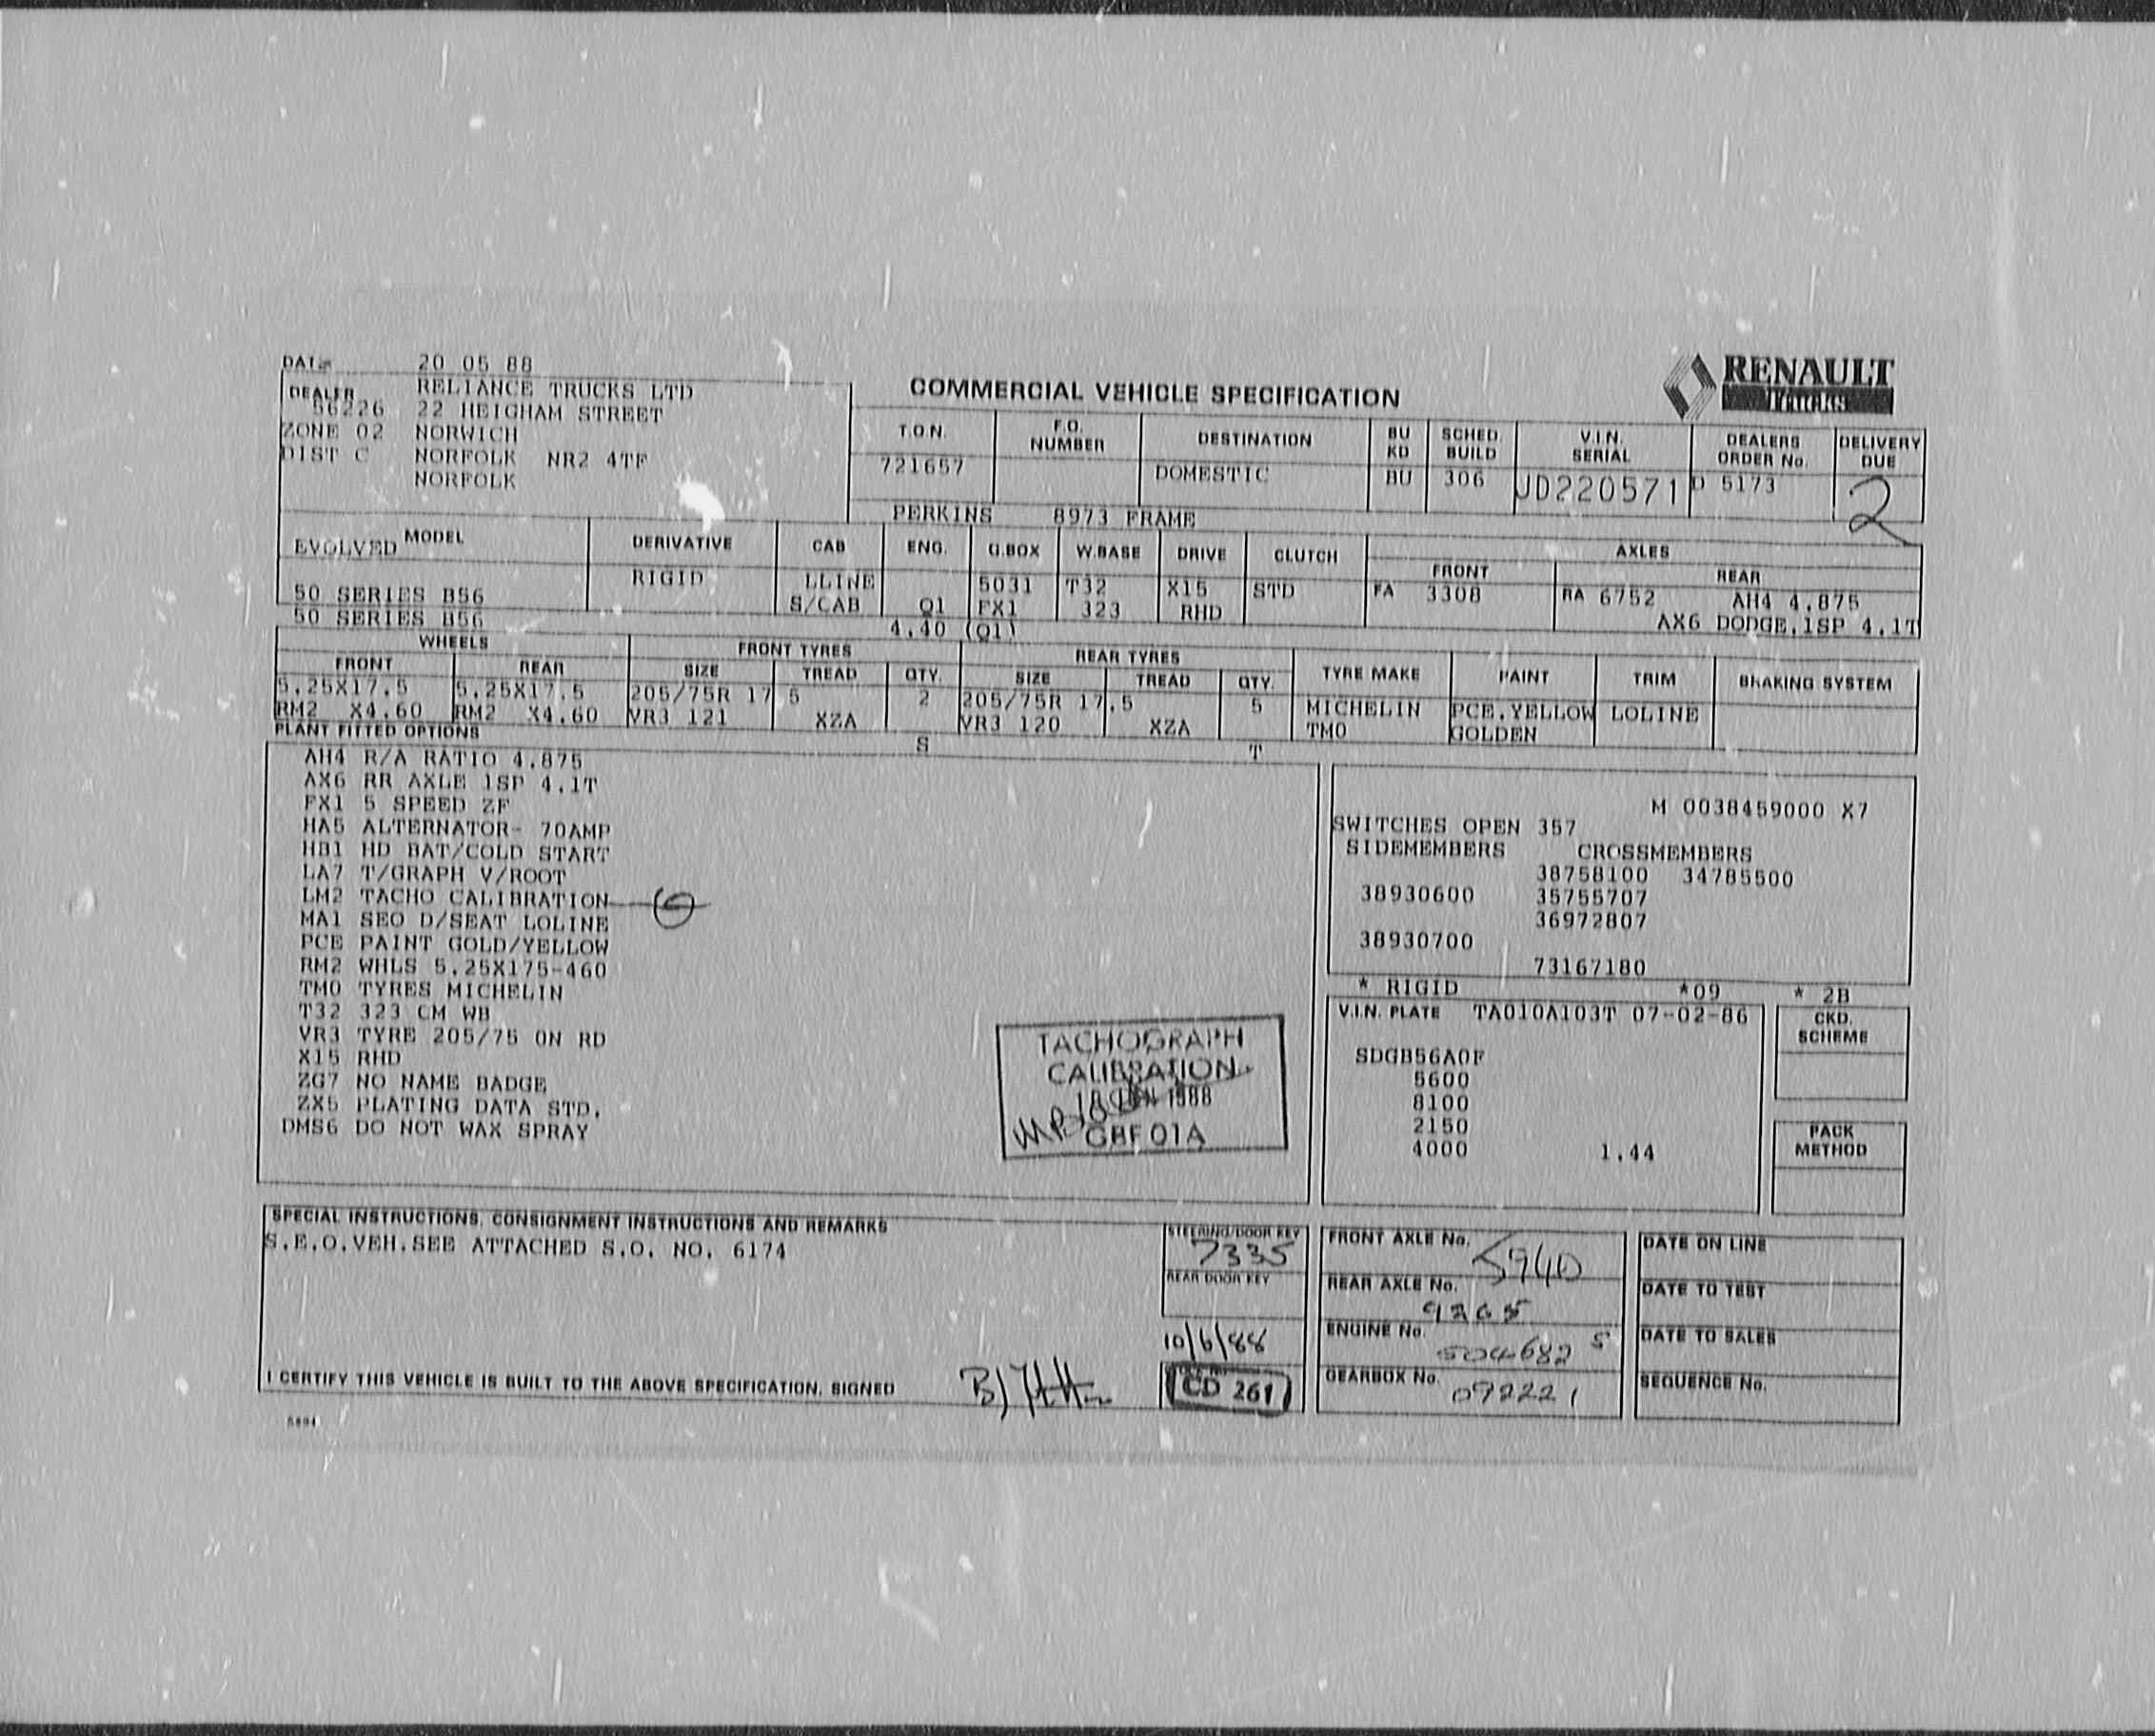 20 05 88
DEALER RELIANCE TRUCKS LTD
56226 22 HEIGHAM STREET
ZONE 02 NORWICH
DIST C NORFOLK NR2 4TF
NORFOLK
COMMERCIAL VEHICLE SPECIFICATION
RENAULT
TRUCKS
T.O.N. F.O. NUMBER DESTINATION BU KD SCHED. BUILD V.I.N. SERIAL DEALERS ORDER No. DELIVERY DUE
721657 DOMESTIC BU 306 JD220571 D 5173 2
PERKINS 8973 FRAME
EVOLVED MODEL DERIVATIVE CAB ENG. G.BOX W.BASE DRIVE CLUTCH AXLES
FRONT REAR
50 SERIES B56 RIGID LLINE 5031 T32 X15 STD FA 3308 RA 6752 AH4 4.875
50 SERIES B56 S/CAB Q1 FX1 323 RHD AX6 DODGE,1SP 4.1T
4.40 (Q1)
WHEELS FRONT TYRES REAR TYRES
FRONT REAR SIZE TREAD QTY. SIZE TREAD QTY. TYRE MAKE PAINT TRIM BRAKING SYSTEM
5.25X17.5 5.25X17.5 205/75R 17 5 2 205/75R 17.5 5 MICHELIN PCE.YELLOW LOLINE
RM2 X4.60 RM2 X4.60 VR3 121 XZA VR3 120 XZA TMO GOLDEN
PLANT FITTED OPTIONS S T
AH4 R/A RATIO 4.875
AX6 RR AXLE 1SP 4.1T
FX1 5 SPEED ZF
HA5 ALTERNATOR- 70AMP
HB1 HD BAT/COLD START
LA7 T/GRAPH V/ROOT
LM2 TACHO CALIBRATION
MA1 SEO D/SEAT LOLINE
PCE PAINT GOLD/YELLOW
RM2 WHLS 5.25X175-460
TMO TYRES MICHELIN
T32 323 CM WB
VR3 TYRE 205/75 ON RD
X15 RHD
ZG7 NO NAME BADGE
ZX5 PLATING DATA STD.
DMS6 DO NOT WAX SPRAY
TACHOGRAPH
CALIBRATION
1988
GBF 01A
M 0038459000 X7
SWITCHES OPEN 357
SIDEMEMBERS CROSSMEMBERS
38758100 34785500
38930600 35755707
36972807
38930700
73167180
* RIGID *09 * 2B
V.I.N. PLATE TA010A103T 07-02-86
SDGB56A0F
5600
8100
2150
4000 1.44
CKD. SCHEME
PACK METHOD
SPECIAL INSTRUCTIONS, CONSIGNMENT INSTRUCTIONS AND REMARKS
S.E.O.VEH.SEE ATTACHED S.O. NO. 6174
STEERING/DOOR KEY
7335
REAR DOOR KEY
10/6/88
CD 261
I CERTIFY THIS VEHICLE IS BUILT TO THE ABOVE SPECIFICATION. SIGNED
FRONT AXLE No. 5940
REAR AXLE No. 9265
ENGINE No. 504682 S
GEARBOX No. 092221
DATE ON LINE
DATE TO TEST
DATE TO SALES
SEQUENCE No.